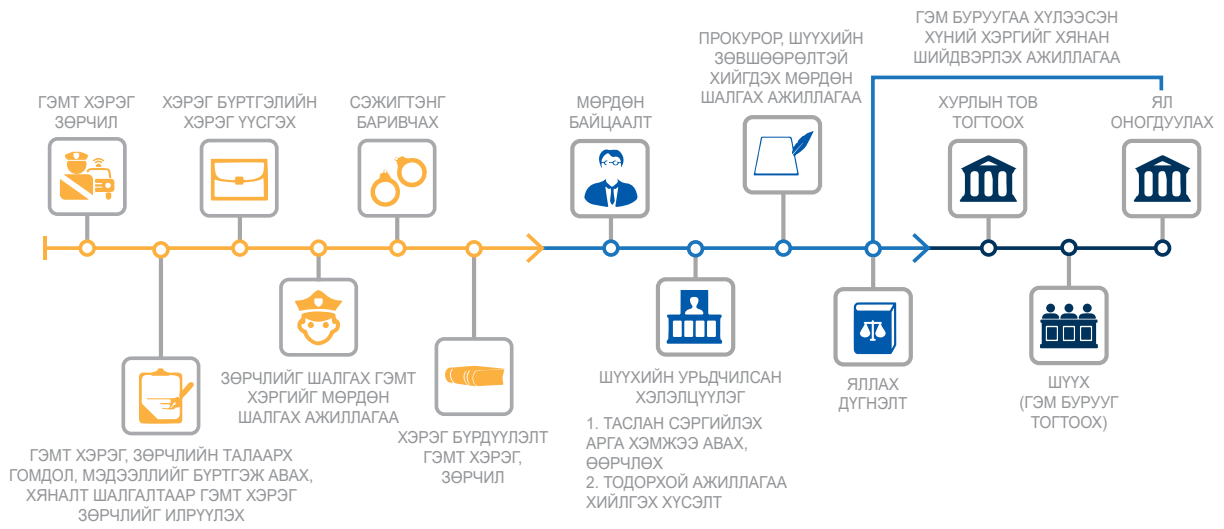 ГЭМТ ХЭРЭГ
ЗӨРЧИЛ
ГЭМТ ХЭРЭГ, ЗӨРЧЛИЙН ТАЛААРХ
ГОМДОЛ, МЭДЭЭЛЛИЙГ БҮРТГЭЖ АВАХ,
ХЯНАЛТ ШАЛГАЛТААР ГЭМТ ХЭРЭГ
ЗӨРЧЛИЙГ ИЛРҮҮЛЭХ
ХЭРЭГ БҮРТГЭЛИЙН
ХЭРЭГ ҮҮСГЭХ
ЗӨРЧЛИЙГ ШАЛГАХ ГЭМТ
ХЭРГИЙГ МӨРДӨН
ШАЛГАХ АЖИЛЛАГАА
СЭЖИГТЭНГ
БАРИВЧАХ
ХЭРЭГ БҮРДҮҮЛЭЛТ
ГЭМТ ХЭРЭГ,
ЗӨРЧИЛ
МӨРДӨН
БАЙЦААЛТ
ШҮҮХИЙН УРЬДЧИЛСАН
ХЭЛЭЛЦҮҮЛЭГ
1. ТАСЛАН СЭРГИЙЛЭХ
АРГА ХЭМЖЭЭ АВАХ,
ӨӨРЧЛӨХ
2. ТОДОРХОЙ АЖИЛЛАГАА
ХИЙЛГЭХ ХҮСЭЛТ
ПРОКУРОР, ШҮҮХИЙН
ЗӨВШӨӨРӨЛТЭЙ
ХИЙГДЭХ МӨРДӨН
ШАЛГАХ АЖИЛЛАГАА
ЯЛЛАХ
ДҮГНЭЛТ
ГЭМ БУРУУГАА ХҮЛЭЭСЭН
ХҮНИЙ ХЭРГИЙГ ХЯНАН
ШИЙДВЭРЛЭХ АЖИЛЛАГАА
ХУРЛЫН ТОВ
ТОГТООХ
ШҮҮХ
(ГЭМ БУРУУГ
ТОГТООХ)
ЯЛ
ОНОГДУУЛАХ